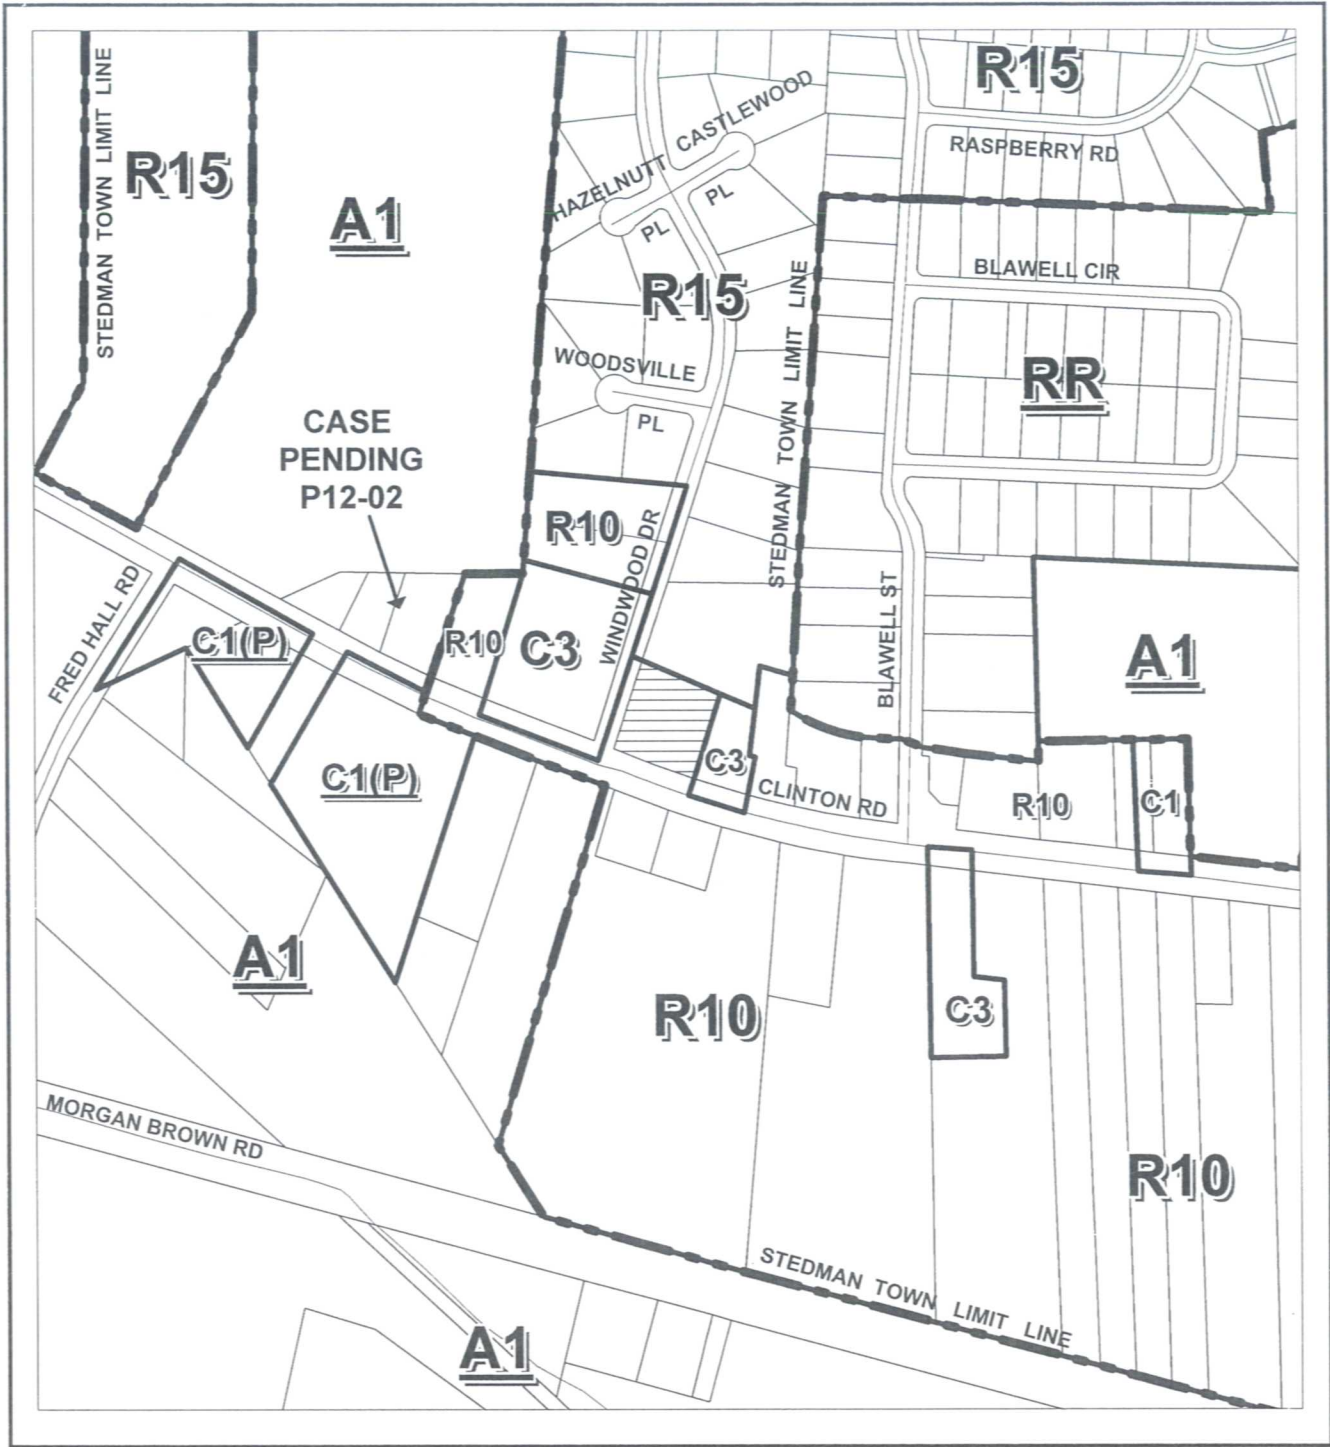 STEDMAN TOWN LIMIT LINE
R15
A1
HAZELNUTT
PL
CASTLEWOOD
PL
R15
RASPBERRY RD
BLAWELL CIR
R15
WOODSVILLE
PL
STEDMAN TOWN LIMIT LINE
RR
CASE
PENDING
P12-02
R10
WINDWOOD DR
FRED HALL RD
C1(P)
R10
C3
BLAWELL ST
A1
C1(P)
C3
CLINTON RD
R10
C1
A1
R10
C3
MORGAN BROWN RD
R10
STEDMAN TOWN LIMIT LINE
A1